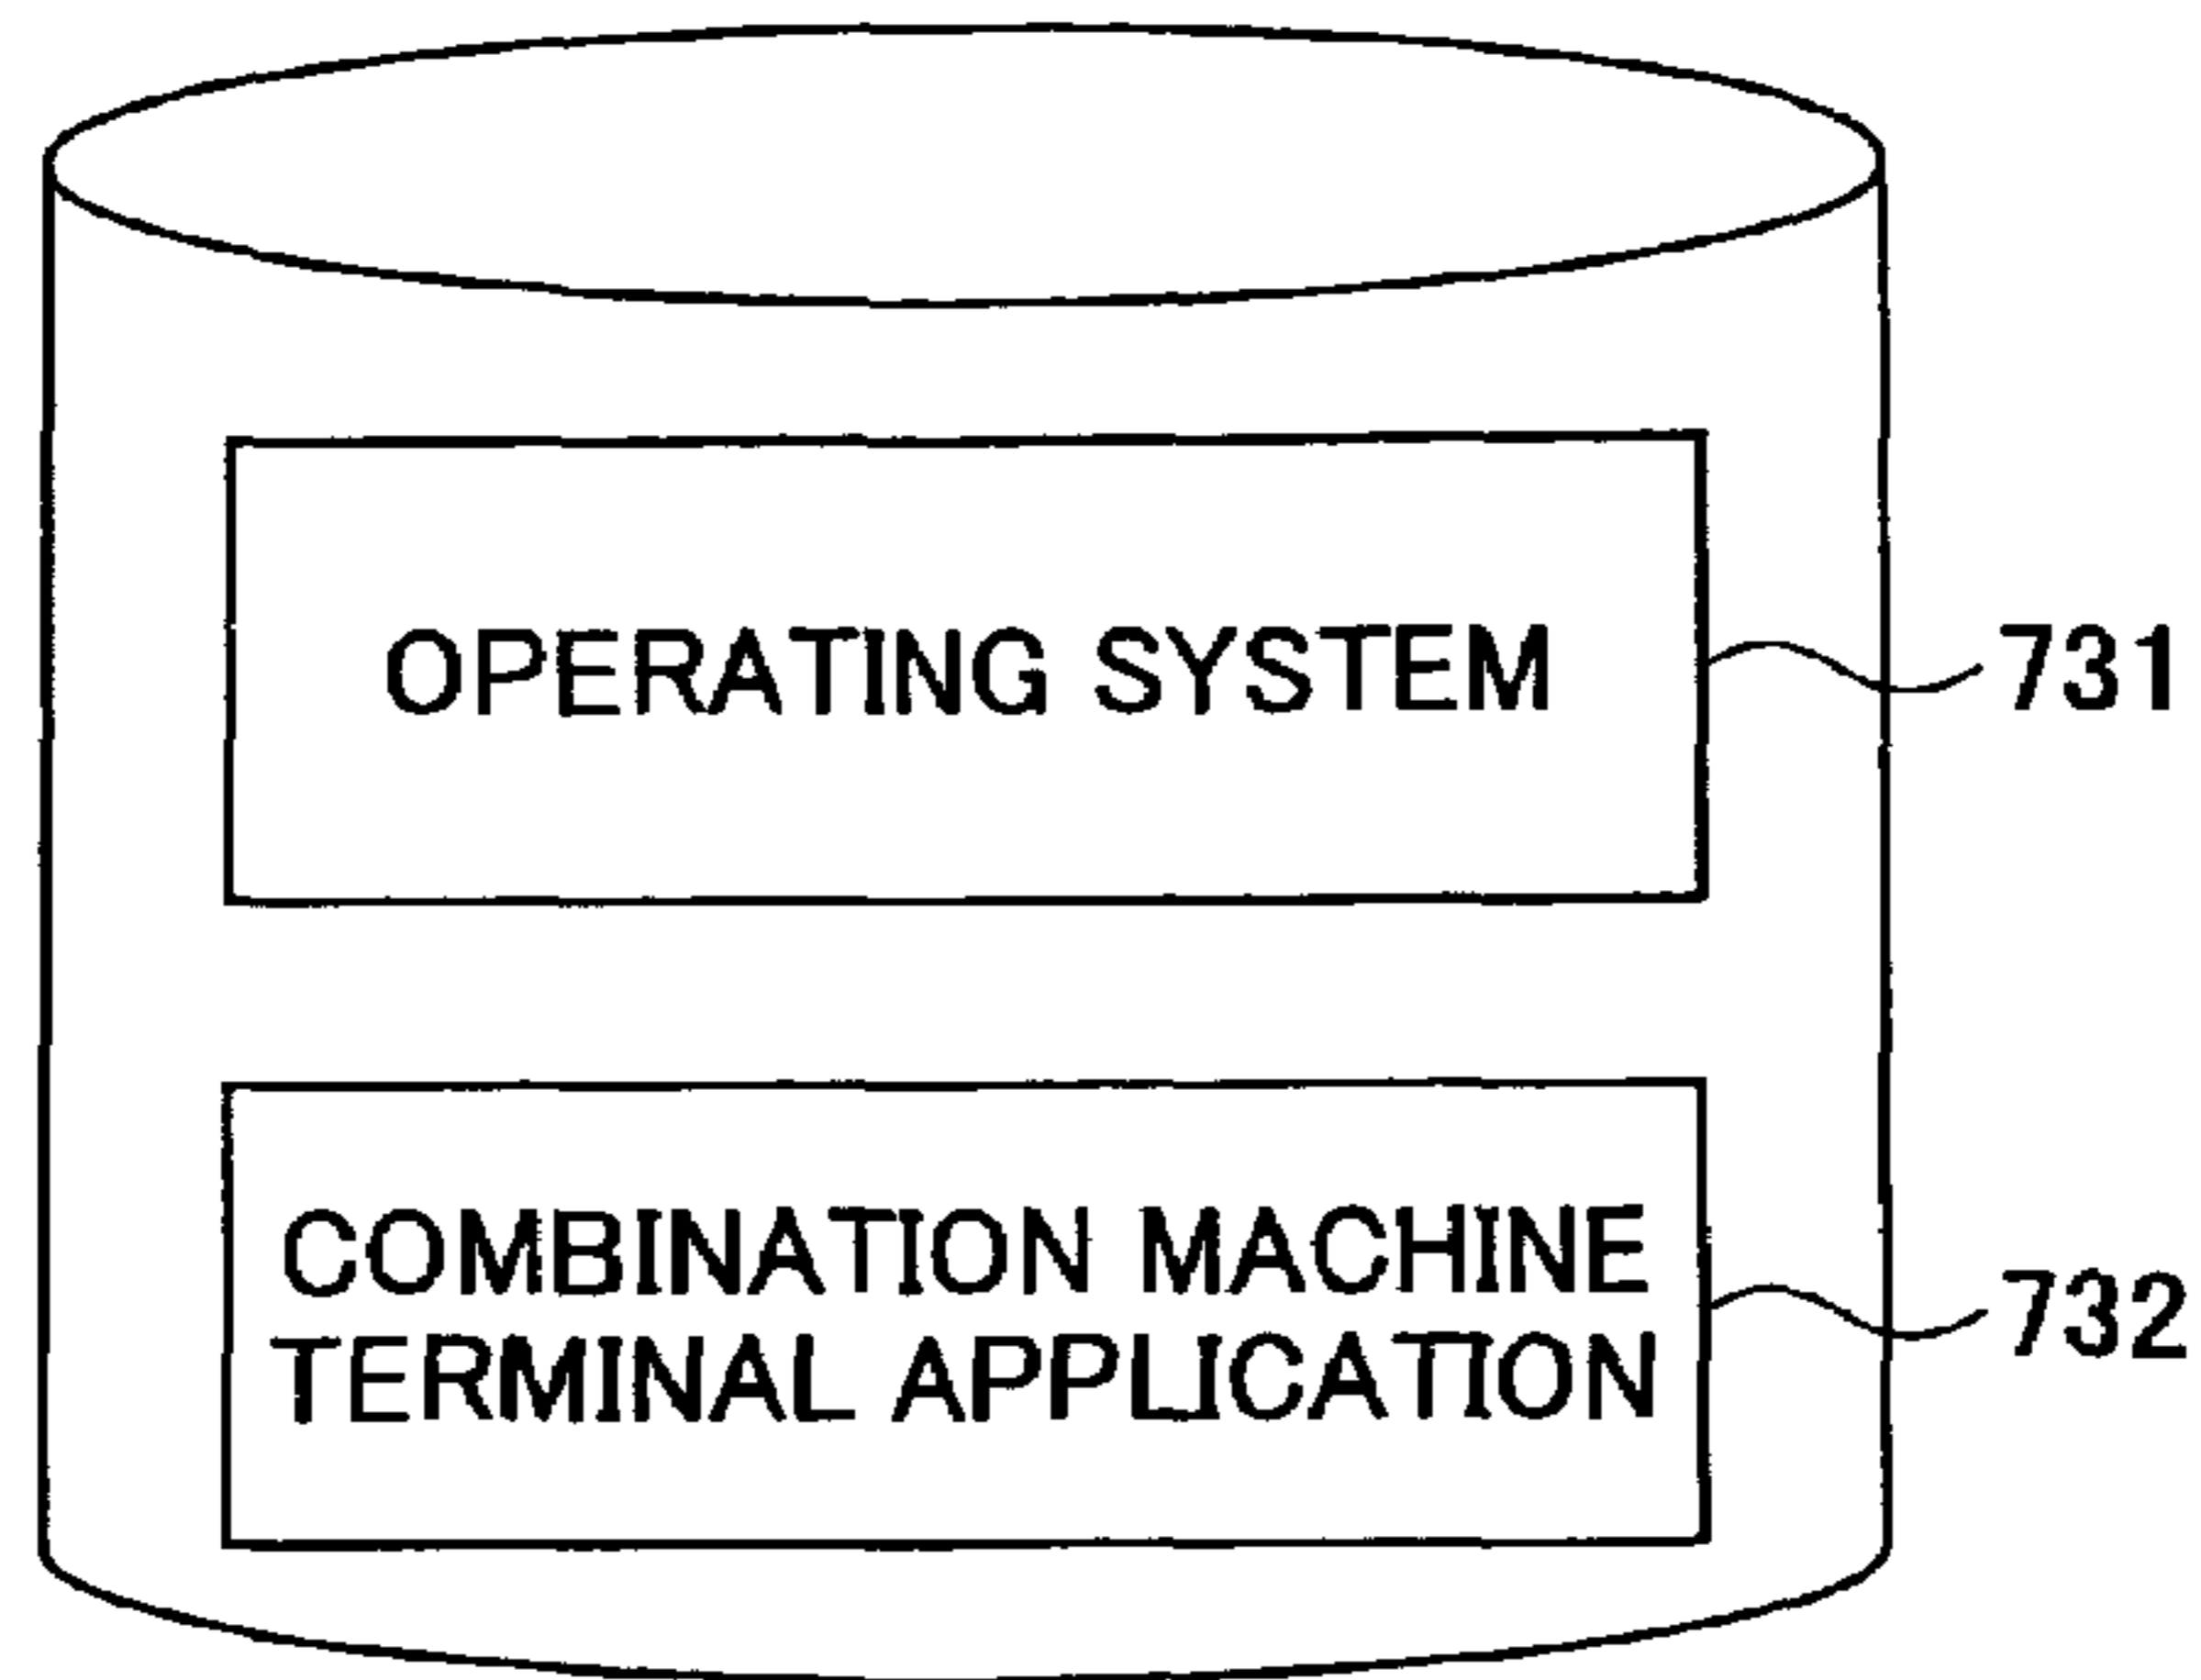 OPERATING SYSTEM
731
COMBINATION MACHINE
TERMINAL APPLICATION
732